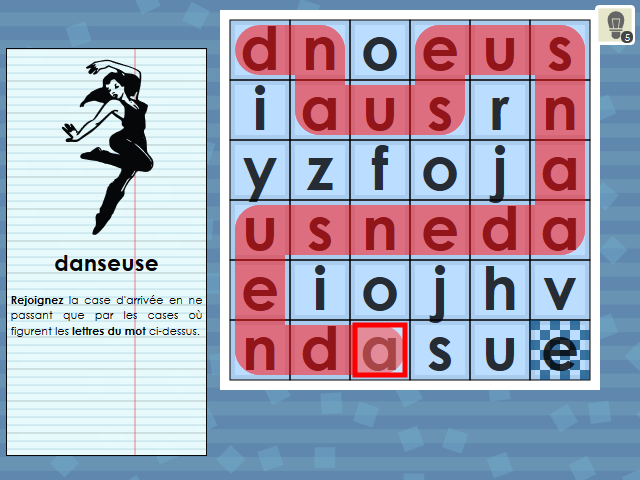 d n o e u s
5
i a u s r n
y z f o j a
u s n e d a
danseuse
e i o j h v
Rejoignez la case d'arrivée en ne
passant que par les cases où
figurent les lettres du mot ci-dessus.
n d a s u e